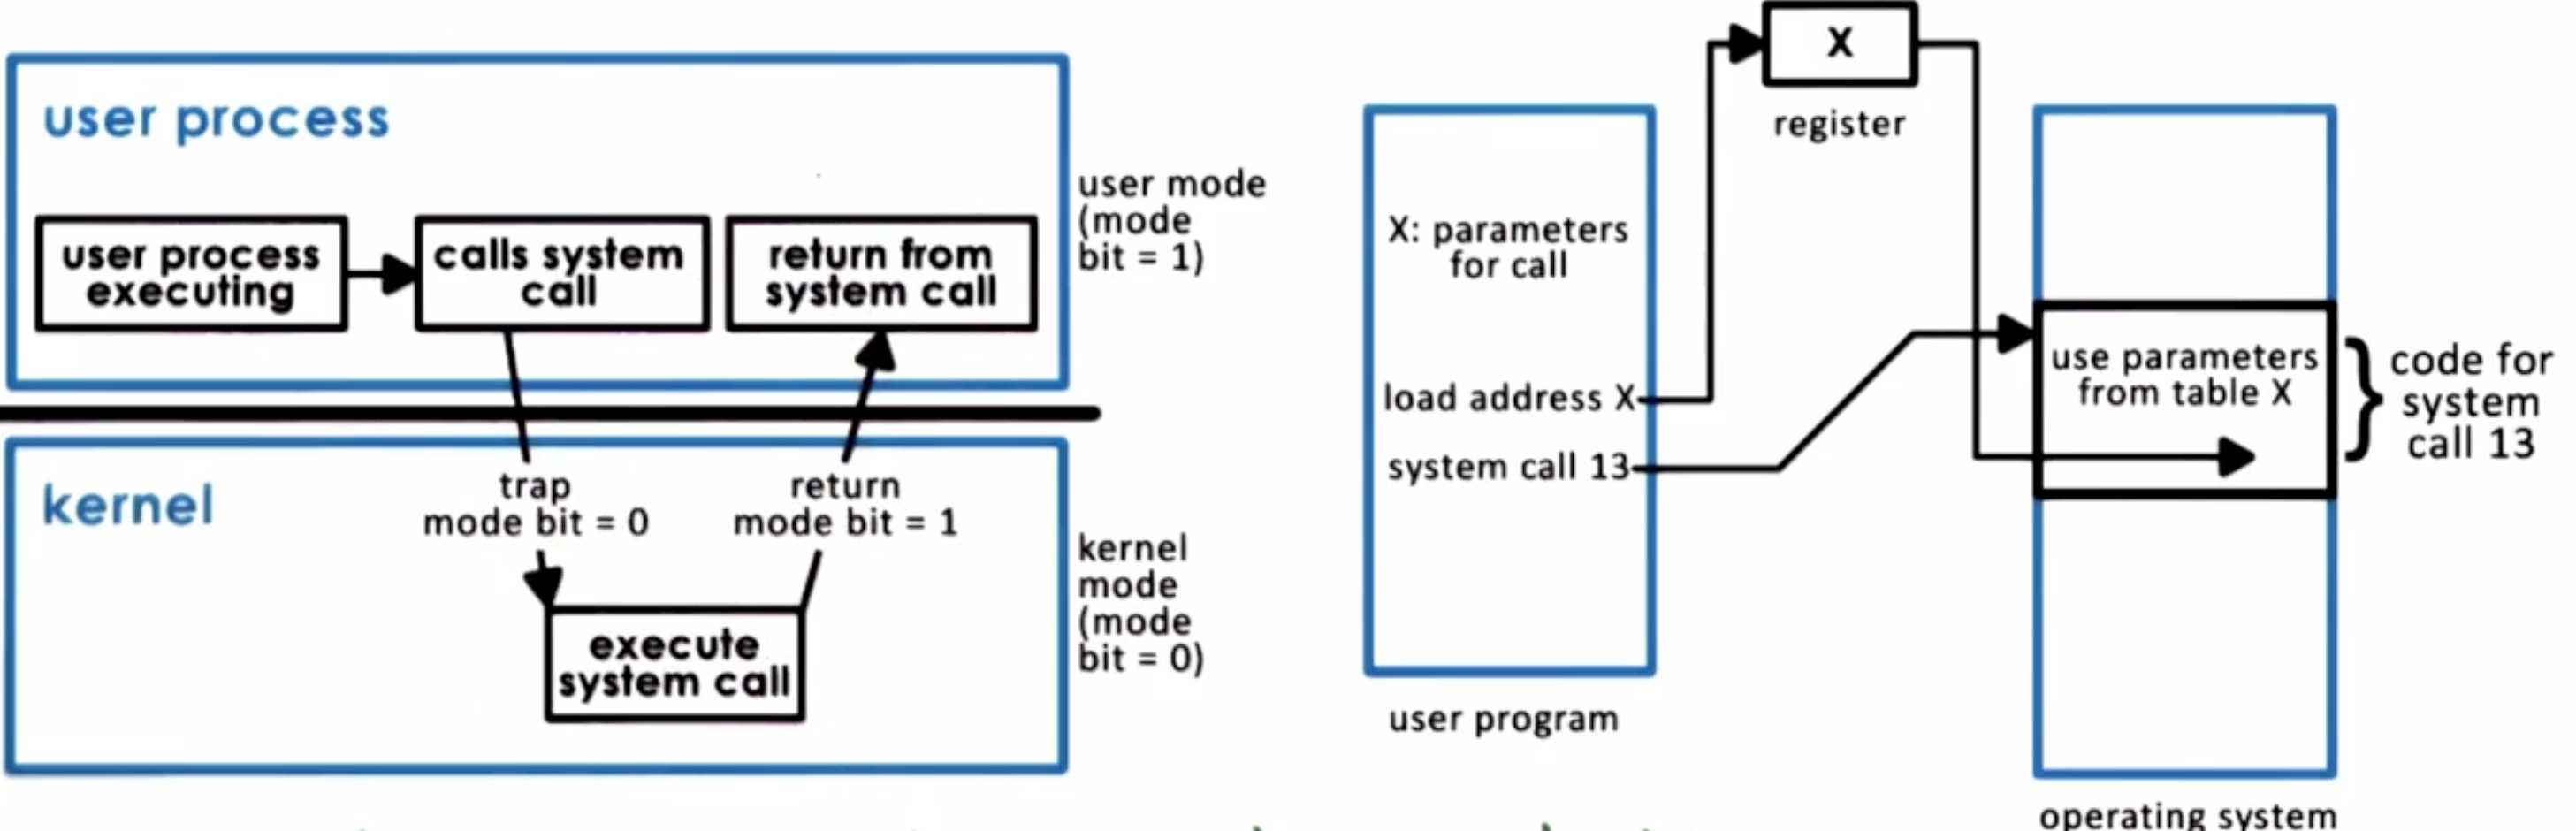 user process
user process
executing
calls system
call
return from
system call
user mode
(mode
bit = 1)
kernel
trap
mode bit = 0
return
mode bit = 1
execute
system call
kernel
mode
(mode
bit = 0)
X
register
X: parameters
for call
load address X
system call 13
user program
use parameters
from table X
code for
system
call 13
operating system